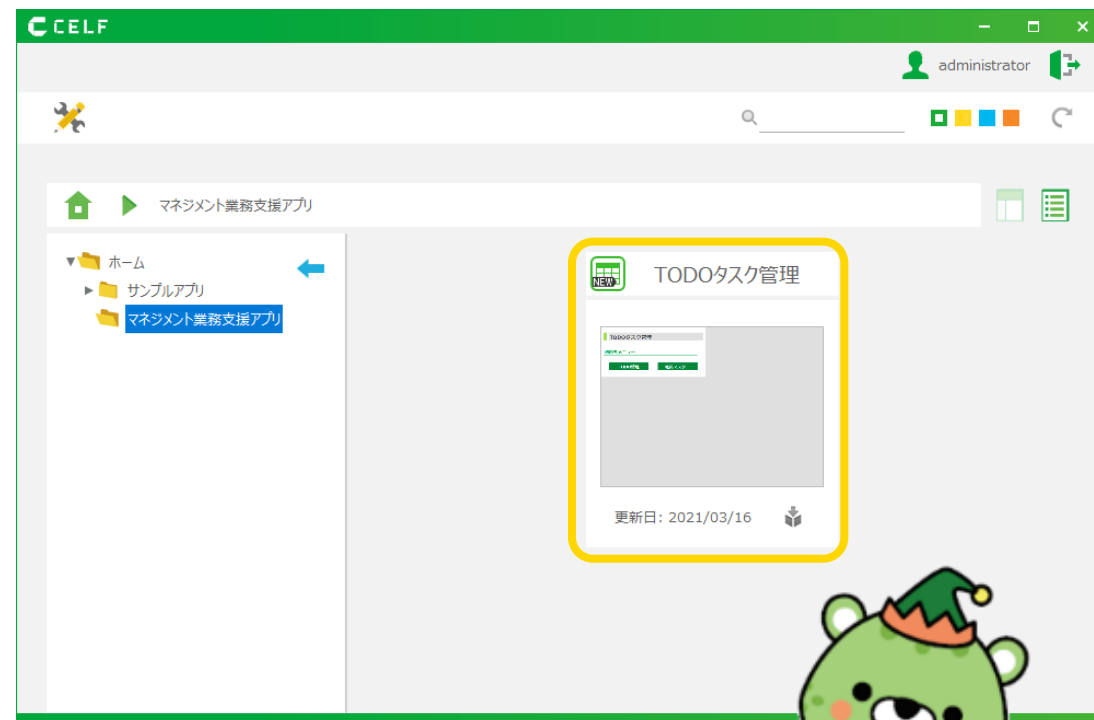 CELF
administrator
マネジメント業務支援アプリ
ホーム
サンプルアプリ
マネジメント業務支援アプリ
NEW
TODOタスク管理
TODOタスク管理
更新日: 2021/03/16